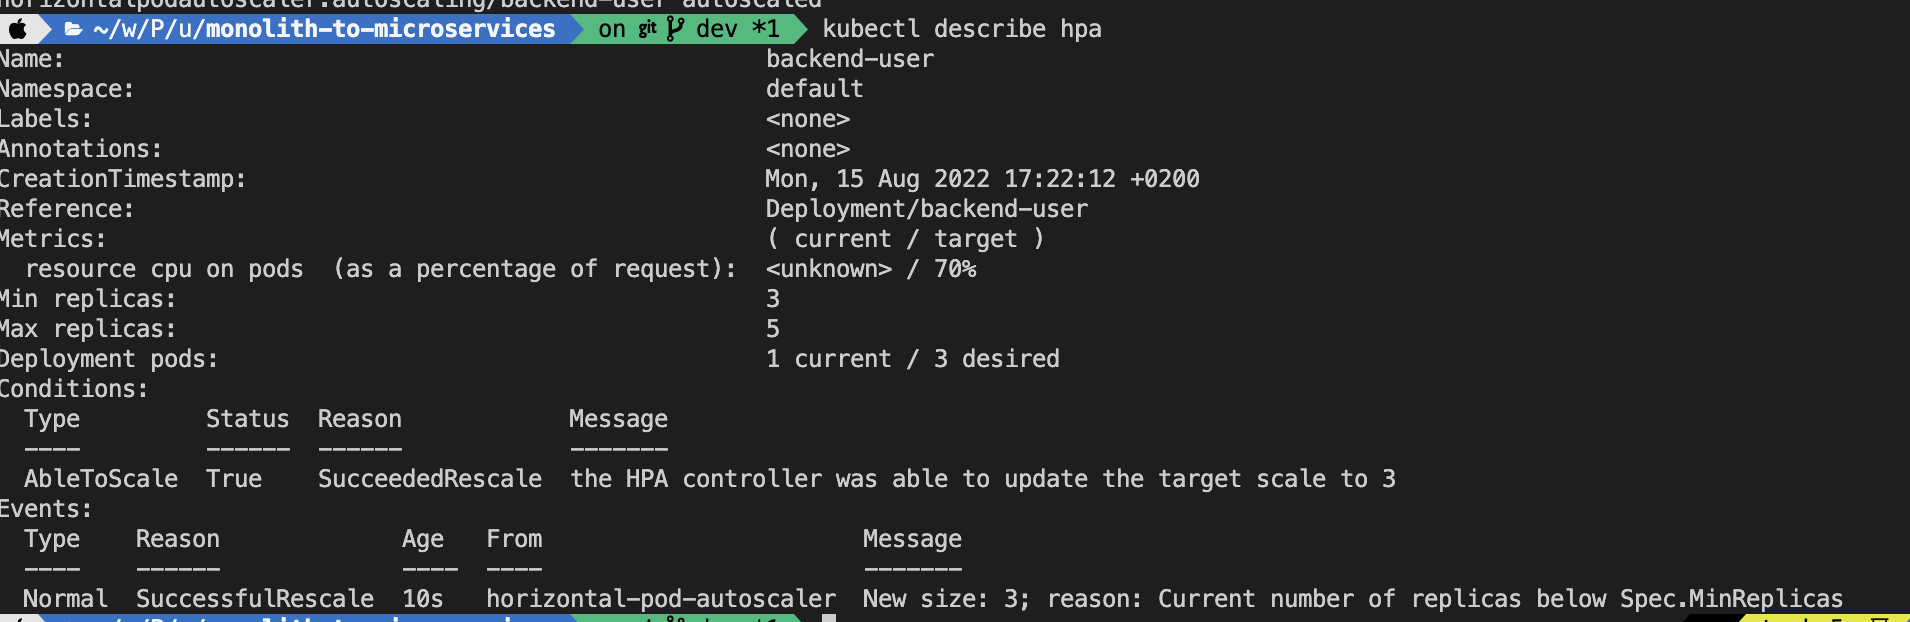 horizontalpodautoscaler.autoscaling/backend-user autoscaled
~/w/P/u/monolith-to-microservices on git dev *1 kubectl describe hpa
Name: backend-user
Namespace: default
Labels: <none>
Annotations: <none>
CreationTimestamp: Mon, 15 Aug 2022 17:22:12 +0200
Reference: Deployment/backend-user
Metrics: ( current / target )
resource cpu on pods (as a percentage of request): <unknown> / 70%
Min replicas: 3
Max replicas: 5
Deployment pods: 1 current / 3 desired
Conditions:
Type Status Reason Message
---- ------ ------ -------
AbleToScale True SucceededRescale the HPA controller was able to update the target scale to 3
Events:
Type Reason Age From Message
---- ------ ---- ---- -------
Normal SuccessfulRescale 10s horizontal-pod-autoscaler New size: 3; reason: Current number of replicas below Spec.MinReplicas